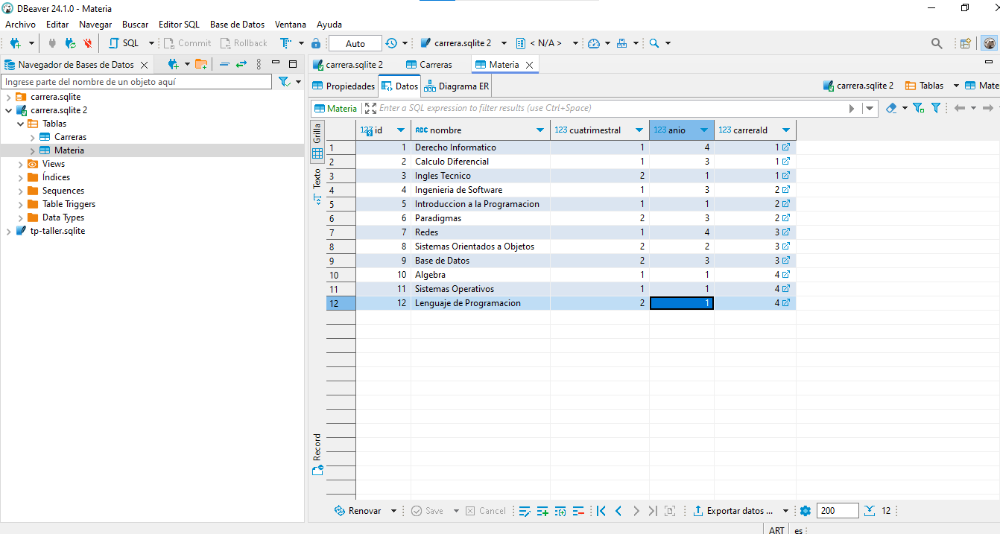 DBeaver 24.1.0 - Materia
Archivo Editar Navegar Buscar Editor SQL Base de Datos Ventana Ayuda
SQL Commit Rollback Auto carrera.sqlite 2 < N/A >
Navegador de Bases de Datos
Ingrese parte del nombre de un objeto aquí
carrera.sqlite
carrera.sqlite 2
Tablas
Carreras
Materia
Views
Índices
Sequences
Table Triggers
Data Types
tp-taller.sqlite
carrera.sqlite 2 Carreras Materia
Propiedades Datos Diagrama ER carrera.sqlite 2 Tablas Mate
Materia Enter a SQL expression to filter results (use Ctrl+Space)
Grilla
Texto
Record
123 id ABC nombre 123 cuatrimestral 123 anio 123 carreraId
1 1 Derecho Informatico 1 4 1
2 2 Calculo Diferencial 1 3 1
3 3 Ingles Tecnico 2 1 1
4 4 Ingenieria de Software 1 3 2
5 5 Introduccion a la Programacion 1 1 2
6 6 Paradigmas 2 3 2
7 7 Redes 1 4 3
8 8 Sistemas Orientados a Objetos 2 2 3
9 9 Base de Datos 2 3 3
10 10 Algebra 1 1 4
11 11 Sistemas Operativos 1 1 4
12 12 Lenguaje de Programacion 2 1 4
Renovar Save Cancel Exportar datos ... 200 12
ART es